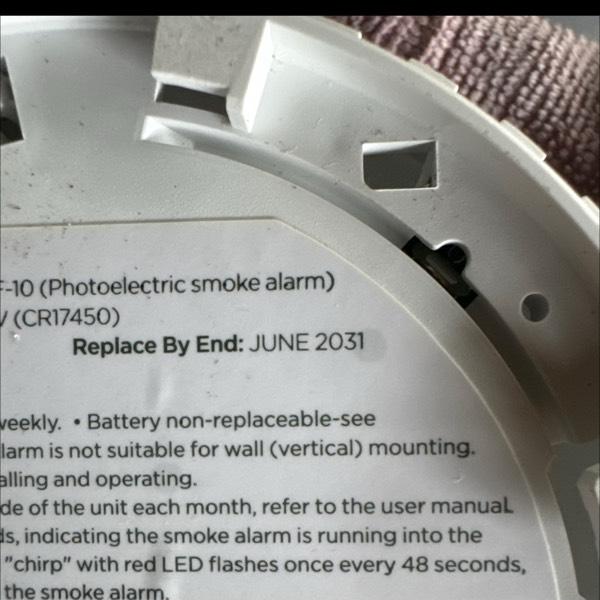 -10 (Photoelectric smoke alarm)
(CR17450)
Replace By End: JUNE 2031
weekly. • Battery non-replaceable-see
alarm is not suitable for wall (vertical) mounting.
alling and operating.
de of the unit each month, refer to the user manual
ds, indicating the smoke alarm is running into the
"chirp" with red LED flashes once every 48 seconds,
the smoke alarm.